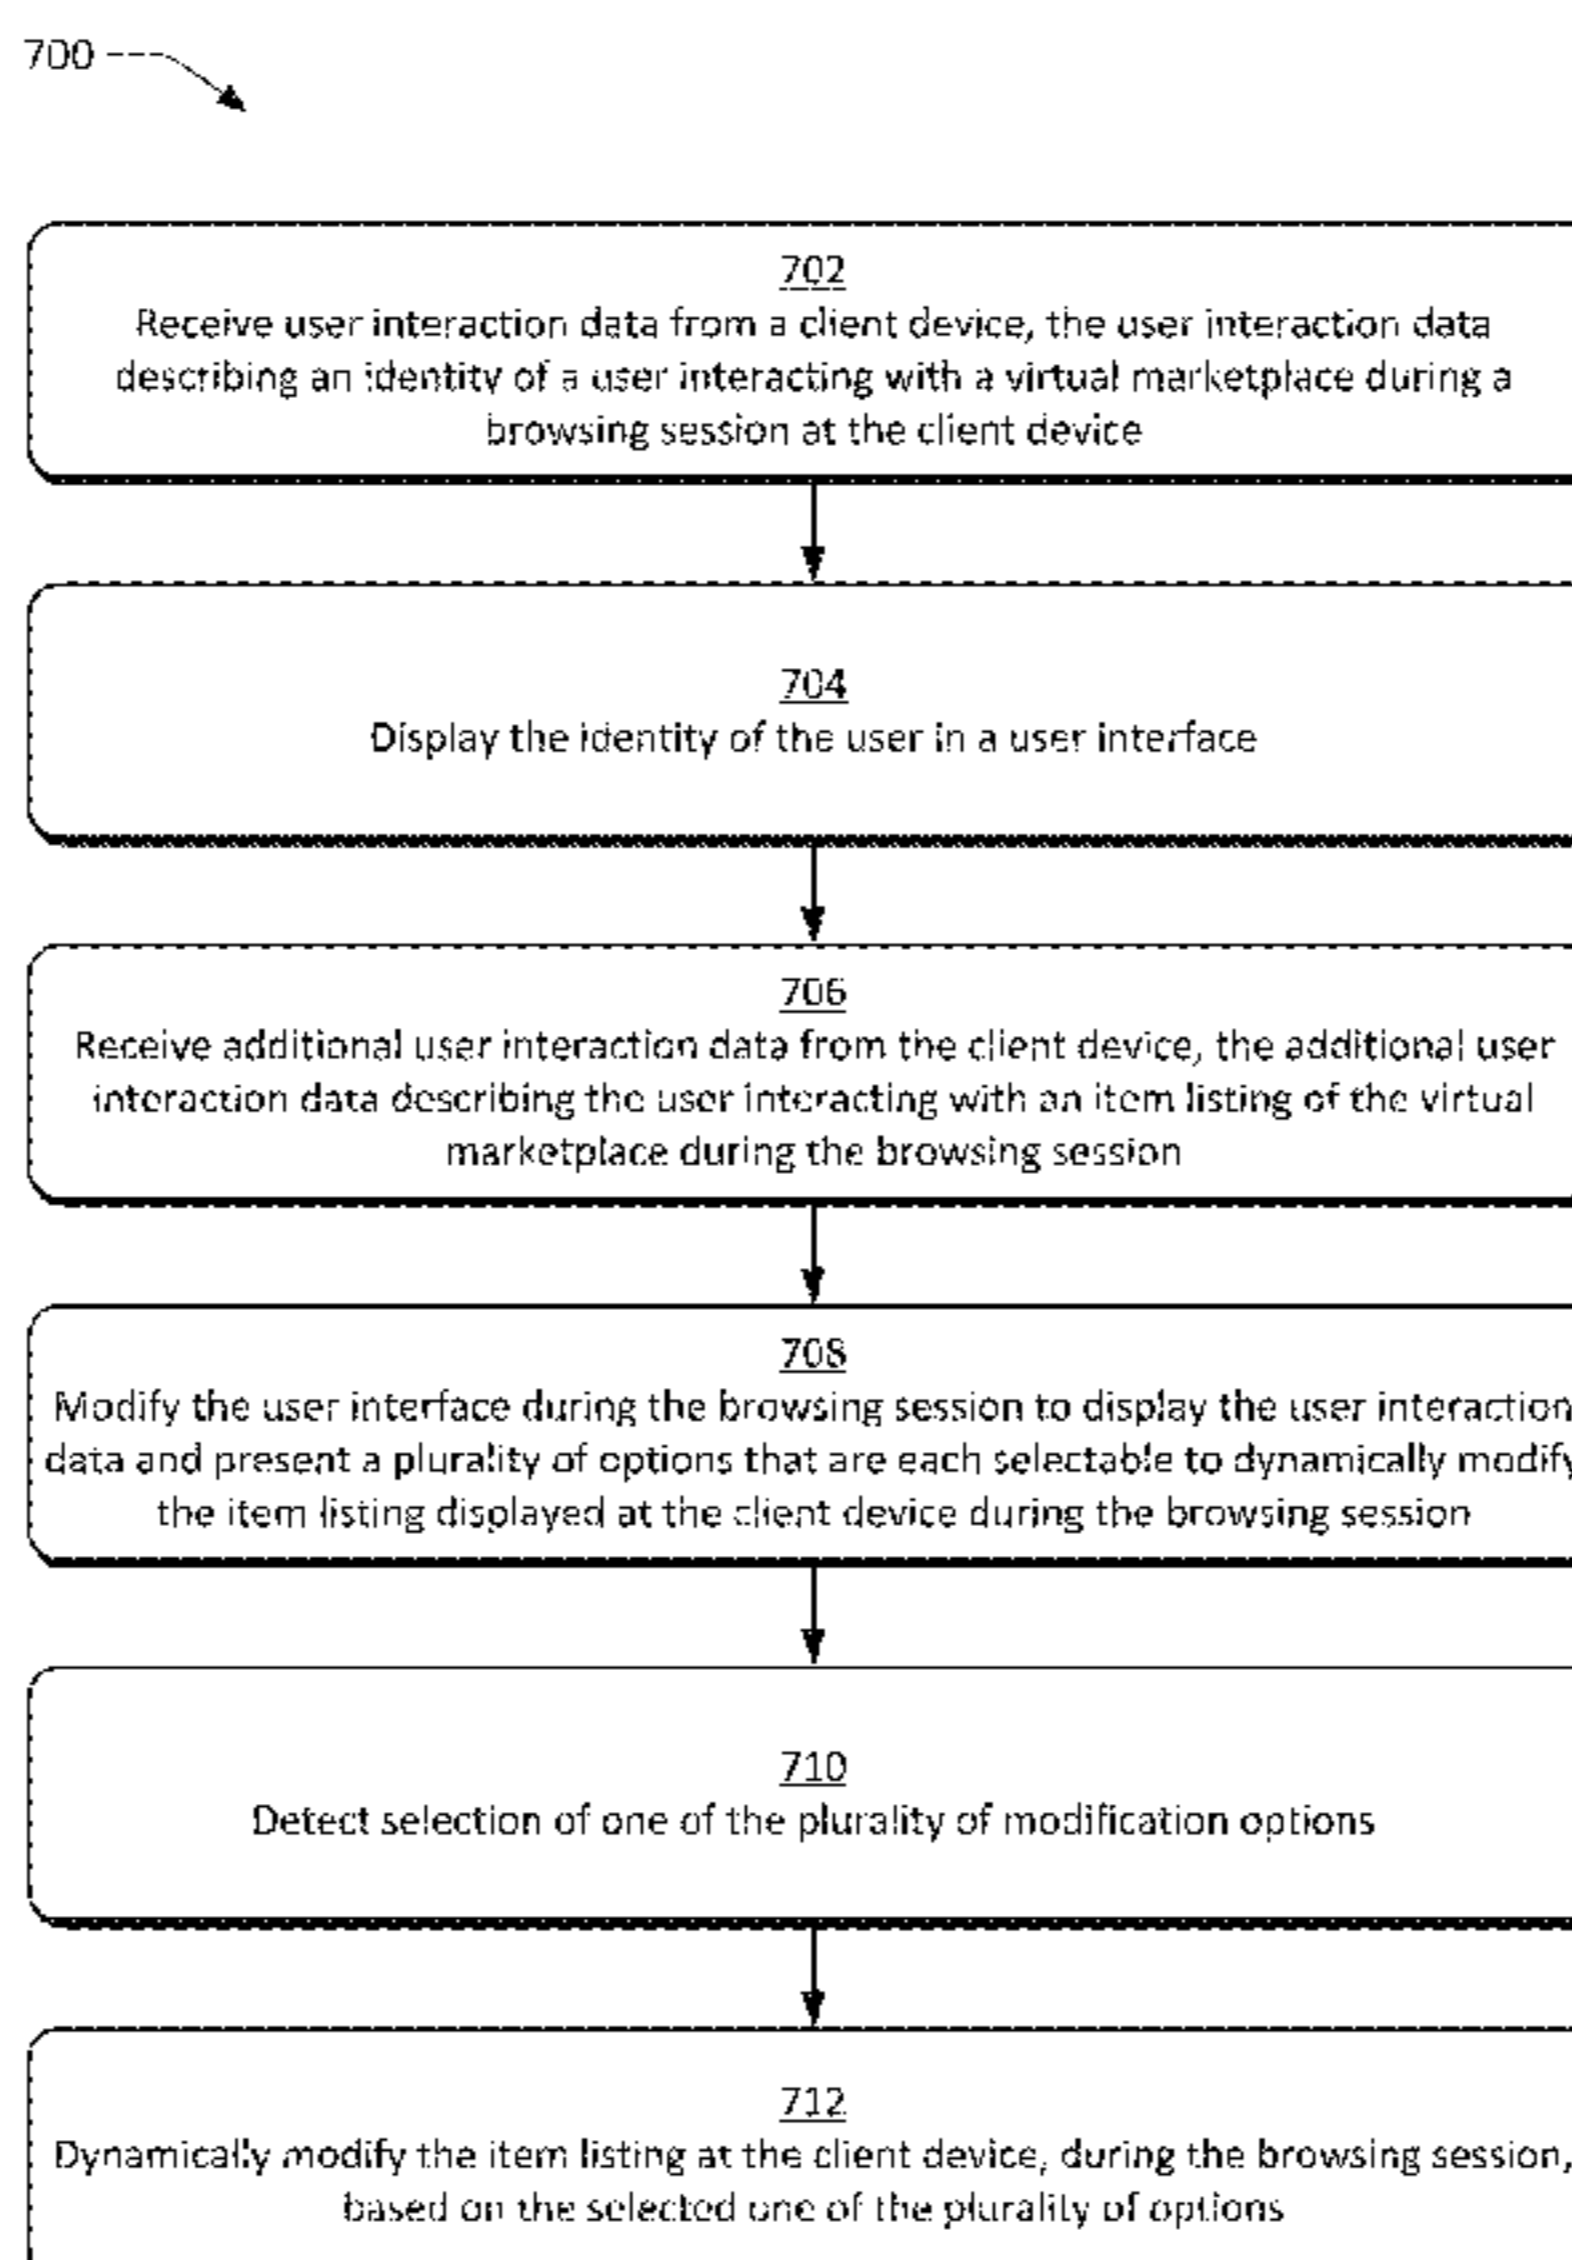 700
702
Receive user interaction data from a client device, the user interaction data
describing an identity of a user interacting with a virtual marketplace during a
browsing session at the client device
704
Display the identity of the user in a user interface
706
Receive additional user interaction data from the client device, the additional user
interaction data describing the user interacting with an item listing of the virtual
marketplace during the browsing session
708
Modify the user interface during the browsing session to display the user interaction
data and present a plurality of options that are each selectable to dynamically modify
the item listing displayed at the client device during the browsing session
710
Detect selection of one of the plurality of modification options
712
Dynamically modify the item listing at the client device, during the browsing session,
based on the selected one of the plurality of options